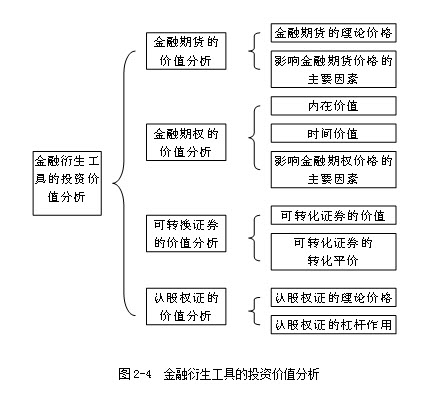 金融衍生工
具的投资价
值分析
金融期货的
价值分析
金融期货的理论价格
影响金融期货价格的
主要因素
金融期权的
价值分析
内在价值
时间价值
影响金融期权价格的
主要因素
可转换证券
的价值分析
可转化证券的价值
可转化证券的
转化平价
认股权证的
价值分析
认股权证的理论价格
认股权证的杠杆作用
图2-4 金融衍生工具的投资价值分析